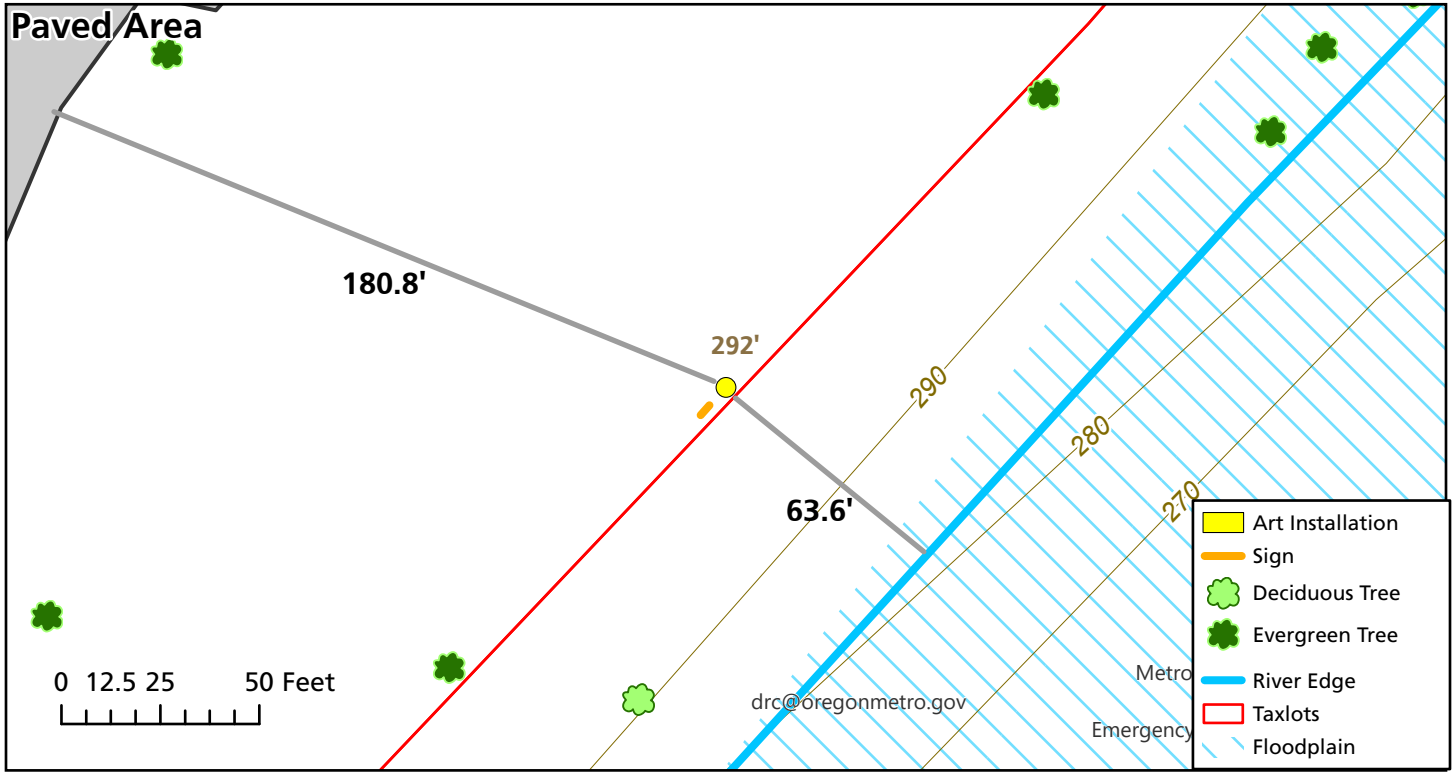 Paved Area
180.8'
292'
290
280
270
63.6'
Art Installation
Sign
Deciduous Tree
Evergreen Tree
River Edge
Taxlots
Floodplain
0 12.5 25 50 Feet
Metro
drc@oregonmetro.gov
Emergency